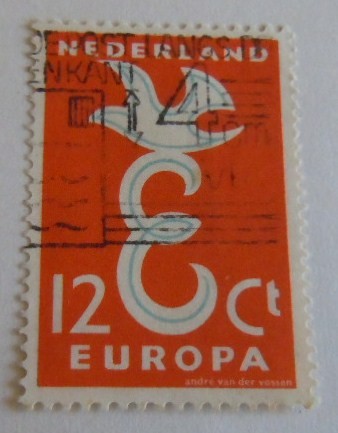 NEDERLAND
E
12 Ct
EUROPA
andré van der vossen